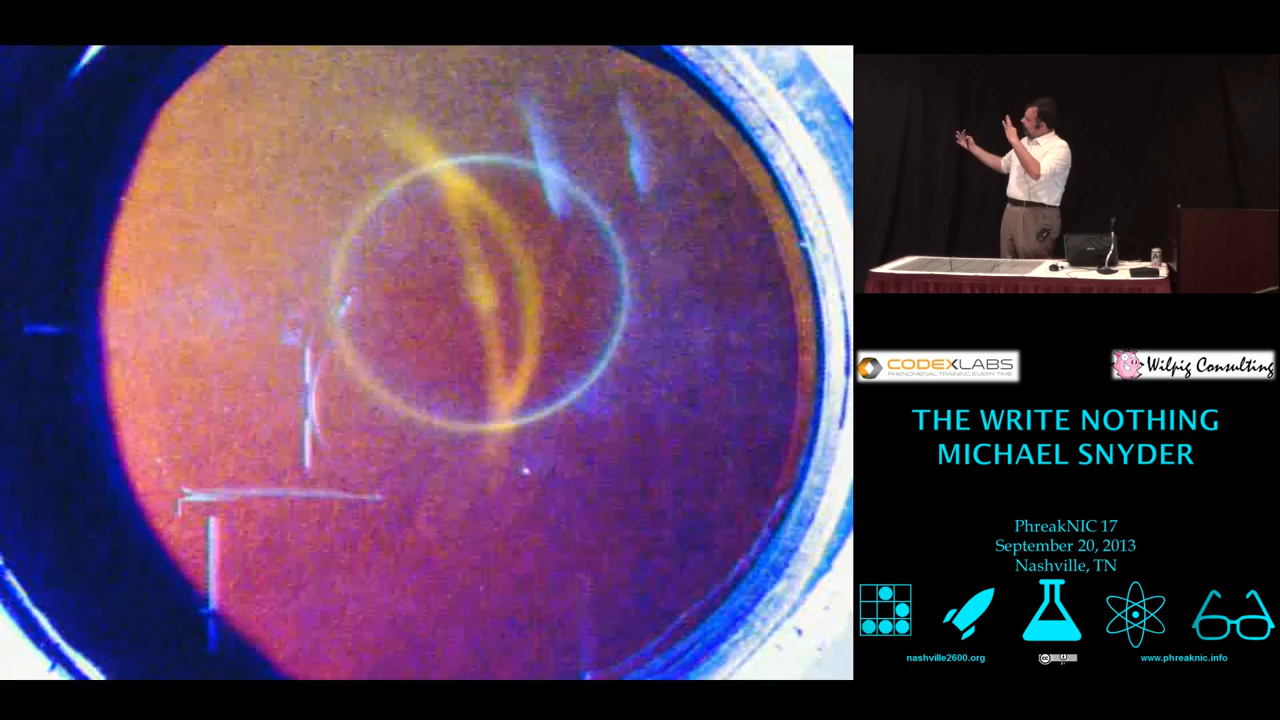 CODEXLABS
PHENOMENAL TRAINING EVERY TIME
Wilpig Consulting
THE WRITE NOTHING
MICHAEL SNYDER
PhreakNIC 17
September 20, 2013
Nashville, TN
nashville2600.org
cc
www.phreaknic.info